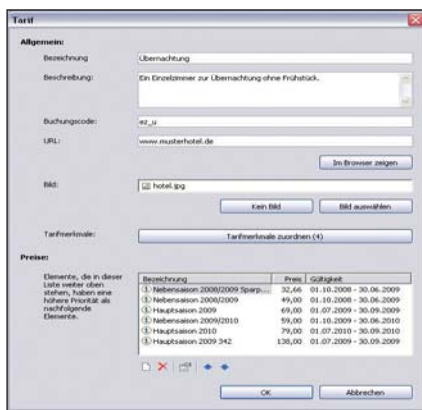 Tarif
Allgemein:
Bezeichnung
Übernachtung
Beschreibung:
Ein Einzelzimmer zur Übernachtung ohne Frühstück.
Buchungscode:
ez_u
URL:
www.musterhotel.de
Im Browser zeigen
Bild:
hotel.jpg
Kein Bild
Bild auswählen
Tarifmerkmale:
Tarifmerkmale zuordnen (4)
Preise:
Elemente, die in dieser
Liste weiter oben
stehen, haben eine
höhere Priorität als
nachfolgende
Elemente.
Bezeichnung Preis Gültigkeit
Nebensaison 2008/2009 Sparp... 32,66 01.10.2008 - 30.06.2009
Nebensaison 2008/2009 49,00 01.10.2008 - 30.06.2009
Hauptsaison 2009 69,00 01.07.2009 - 30.09.2009
Nebensaison 2009/2010 59,00 01.10.2009 - 30.06.2010
Hauptsaison 2010 79,00 01.07.2010 - 30.09.2010
Hauptsaison 2009 342 138,00 01.07.2009 - 30.09.2009
OK
Abbrechen